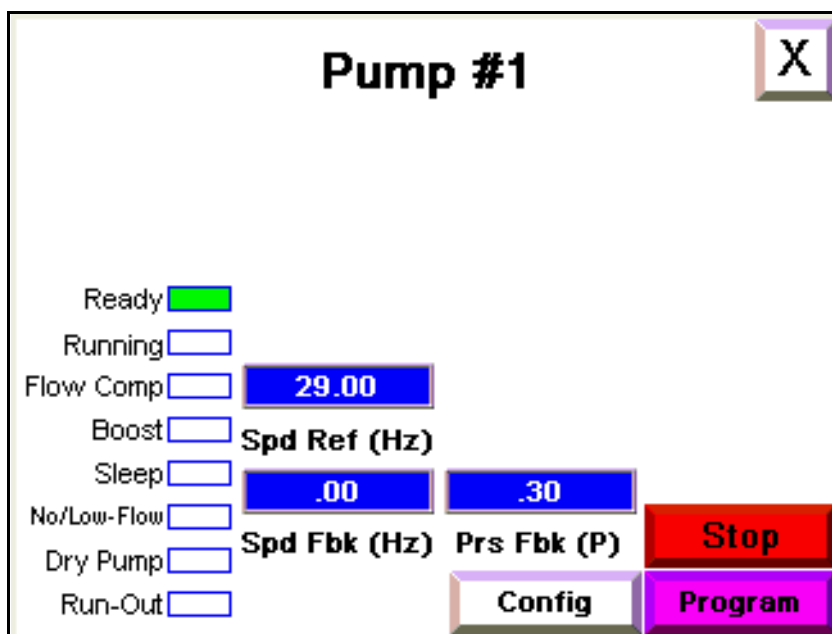 Pump #1
X
Ready
Running
Flow Comp
29.00
Boost
Spd Ref (Hz)
Sleep
.00
.30
No/Low-Flow
Spd Fbk (Hz)
Prs Fbk (P)
Stop
Dry Pump
Run-Out
Config
Program